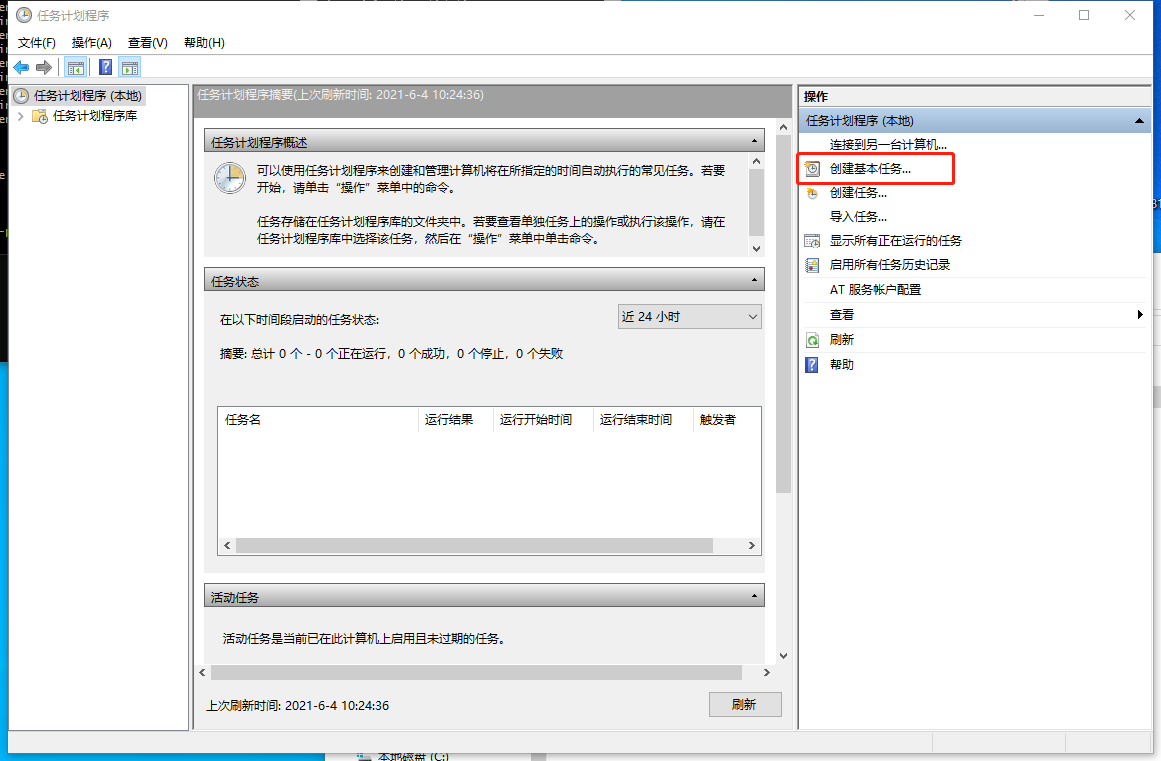 任务计划程序
文件(F) 操作(A) 查看(V) 帮助(H)
任务计划程序 (本地)
任务计划程序库
任务计划程序摘要(上次刷新时间: 2021-6-4 10:24:36)
任务计划程序概述
可以使用任务计划程序来创建和管理计算机将在所指定的时间自动执行的常见任务。若要
开始，请单击“操作”菜单中的命令。
任务存储在任务计划程序库的文件夹中。若要查看单独任务上的操作或执行该操作，请在
任务计划程序库中选择该任务，然后在“操作”菜单中单击命令。
任务状态
在以下时间段启动的任务状态:
近 24 小时
摘要: 总计 0 个 - 0 个正在运行，0 个成功，0 个停止，0 个失败
任务名 运行结果 运行开始时间 运行结束时间 触发者
活动任务
活动任务是当前已在此计算机上启用且未过期的任务。
上次刷新时间: 2021-6-4 10:24:36
刷新
操作
任务计划程序 (本地)
连接到另一台计算机...
创建基本任务...
创建任务...
导入任务...
显示所有正在运行的任务
启用所有任务历史记录
AT 服务帐户配置
查看
刷新
帮助
本地磁盘 (C:)